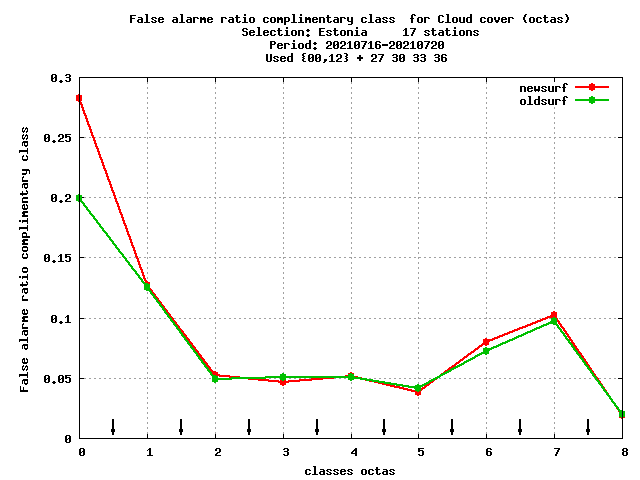 False alarme ratio complimentary class  for Cloud cover (octas)
Selection: Estonia     17 stations
Period: 20210716-20210720
Used {00,12} + 27 30 33 36
newsurf
oldsurf
False alarme ratio complimentary class
0.3
0.25
0.2
0.15
0.1
0.05
0
0 1 2 3 4 5 6 7 8
classes octas